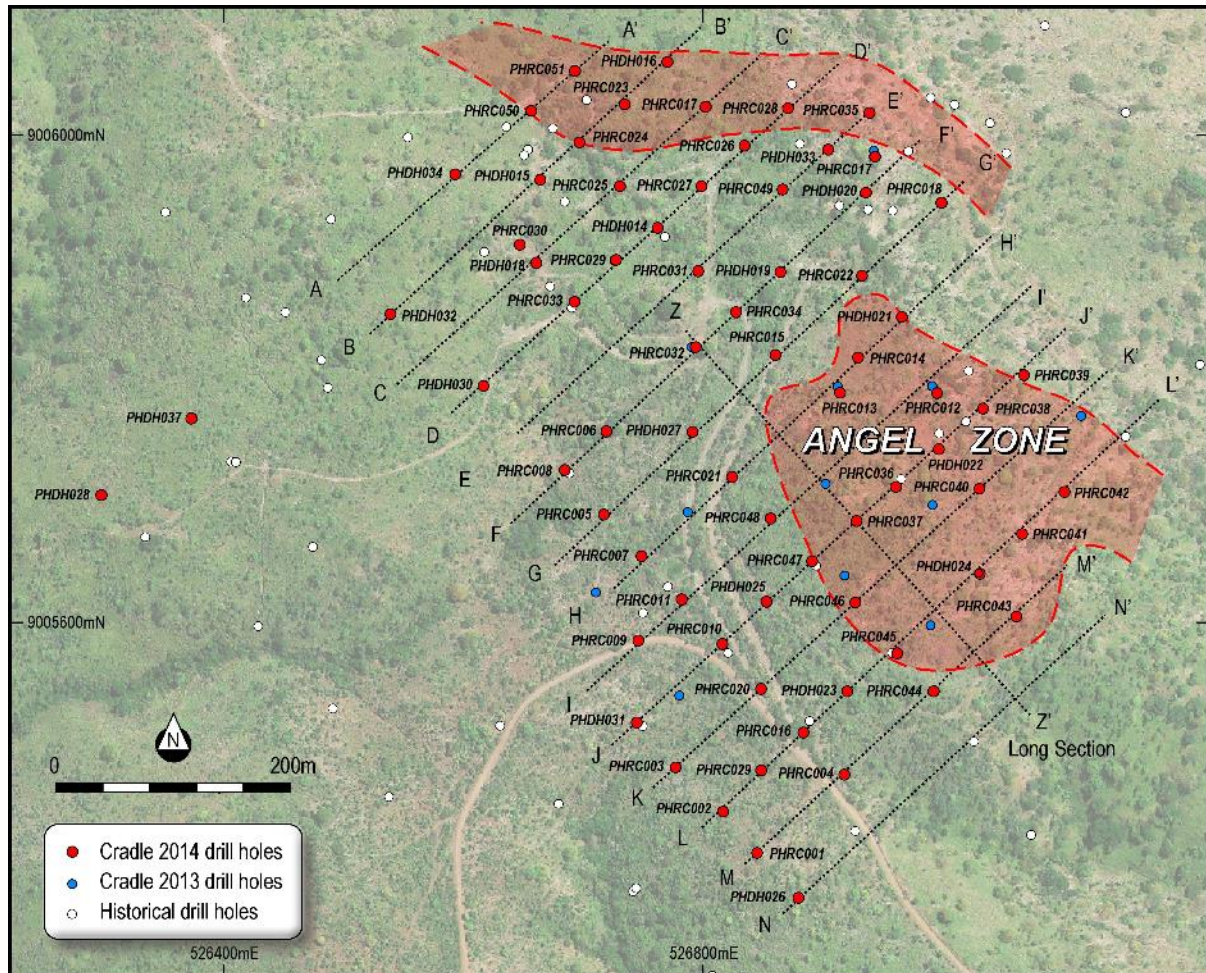 A'
B'
C'
D'
PHDH016
PHRC051
PHRC023
PHRC017
PHRC028
PHRC035
E'
PHRC050
F'
9006000mN
PHRC024
PHRC026
PHDH033
PHRC017
G'
PHDH034
PHDH015
PHRC025
PHRC027
PHRC049
PHDH020
PHRC018
PHDH014
H'
PHRC030
PHDH018
PHRC029
PHRC031
PHDH019
PHRC022
A
I'
PHRC033
PHDH032
PHRC034
Z
PHDH021
J'
B
PHRC015
PHRC032
PHRC014
K'
C
PHDH030
PHRC039
L'
PHRC013
PHRC012
PHRC038
PHDH037
D
PHRC006
PHDH027
ANGEL ZONE
PHDH022
PHRC008
E
PHRC021
PHRC036
PHRC040
PHRC042
PHDH028
PHRC005
PHRC048
PHRC037
F
PHRC041
G
PHRC007
PHRC047
M'
PHDH024
H
PHRC011
PHDH025
PHRC046
PHRC043
N'
9005600mN
PHRC009
PHRC010
PHRC045
I
PHRC020
PHDH023
PHRC044
PHDH031
Z'
N
J
PHRC016
Long Section
0 200m
PHRC003
PHRC029
PHRC004
K
PHRC002
L
Cradle 2014 drill holes
PHRC001
M
Cradle 2013 drill holes
PHDH026
Historical drill holes
N
526400mE
526800mE